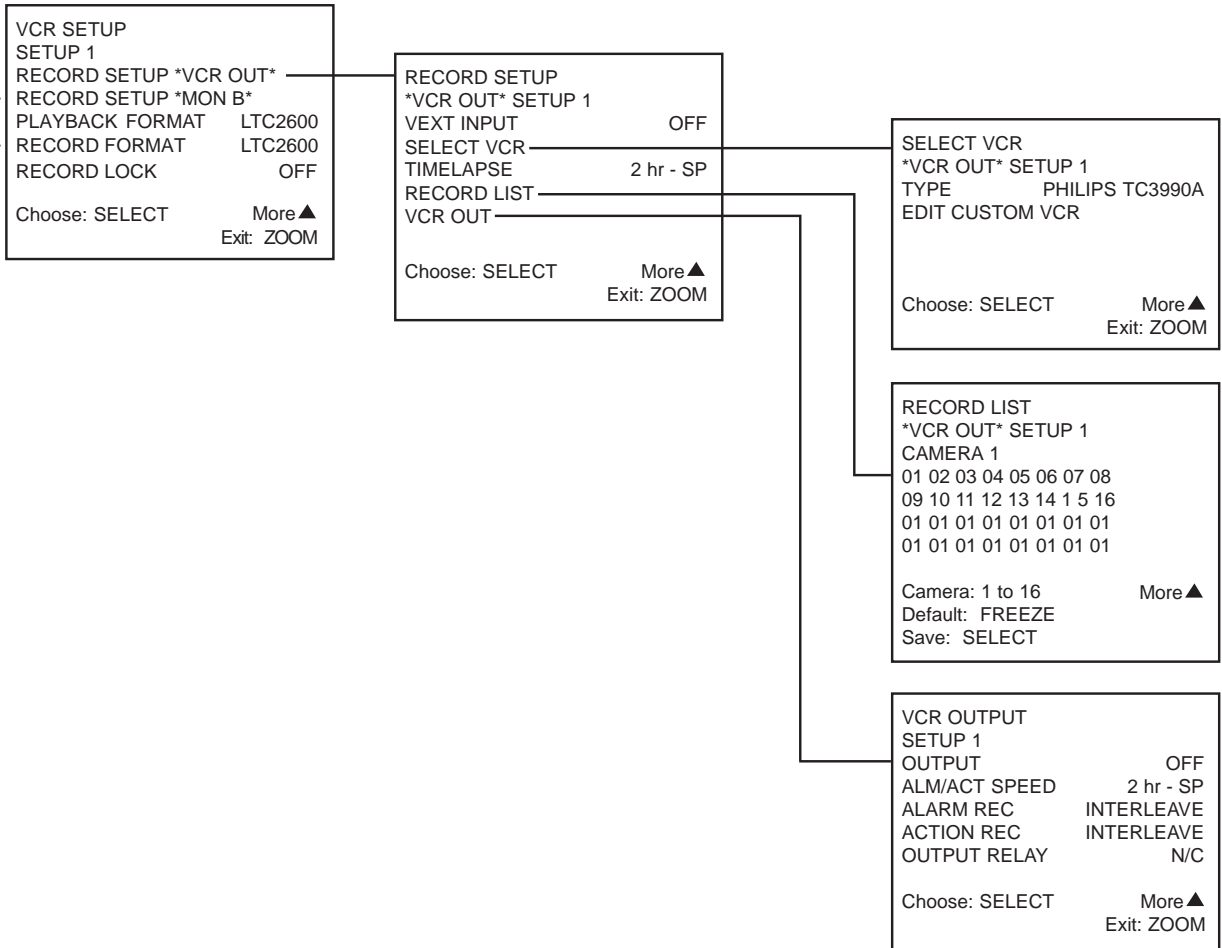 VCR SETUP
SETUP 1
RECORD SETUP *VCR OUT*
RECORD SETUP *MON B*
PLAYBACK FORMAT LTC2600
RECORD FORMAT LTC2600
RECORD LOCK OFF
Choose: SELECT More▲
Exit: ZOOM
RECORD SETUP
*VCR OUT* SETUP 1
VEXT INPUT OFF
SELECT VCR
TIMELAPSE 2 hr - SP
RECORD LIST
VCR OUT
Choose: SELECT More▲
Exit: ZOOM
SELECT VCR
*VCR OUT* SETUP 1
TYPE PHILIPS TC3990A
EDIT CUSTOM VCR
Choose: SELECT More▲
Exit: ZOOM
RECORD LIST
*VCR OUT* SETUP 1
CAMERA 1
01 02 03 04 05 06 07 08
09 10 11 12 13 14 1 5 16
01 01 01 01 01 01 01 01
01 01 01 01 01 01 01 01
Camera: 1 to 16 More▲
Default: FREEZE
Save: SELECT
VCR OUTPUT
SETUP 1
OUTPUT OFF
ALM/ACT SPEED 2 hr - SP
ALARM REC INTERLEAVE
ACTION REC INTERLEAVE
OUTPUT RELAY N/C
Choose: SELECT More▲
Exit: ZOOM